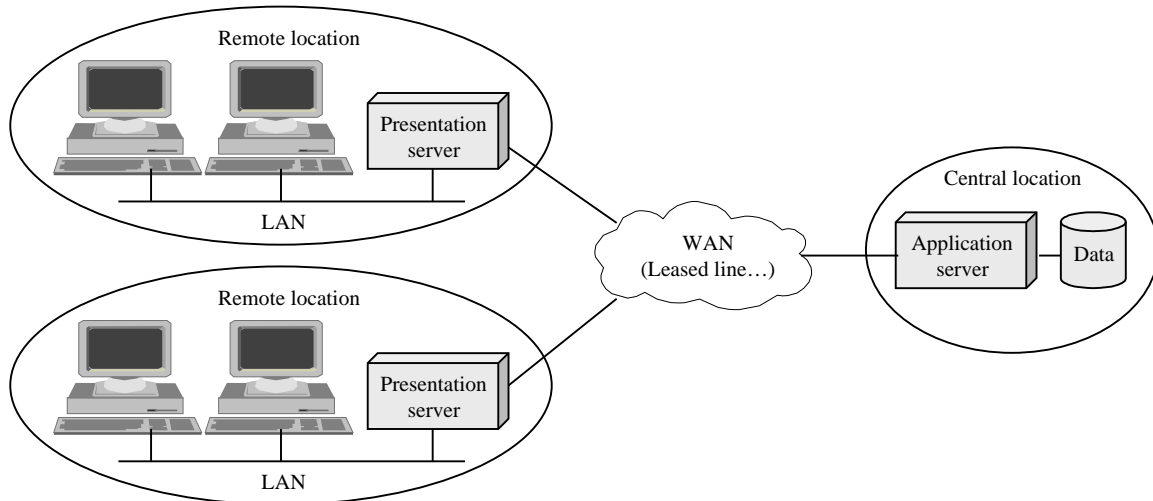 Remote location
Presentation
server
LAN
WAN
(Leased line…)
Central location
Application
server
Data
Remote location
Presentation
server
LAN